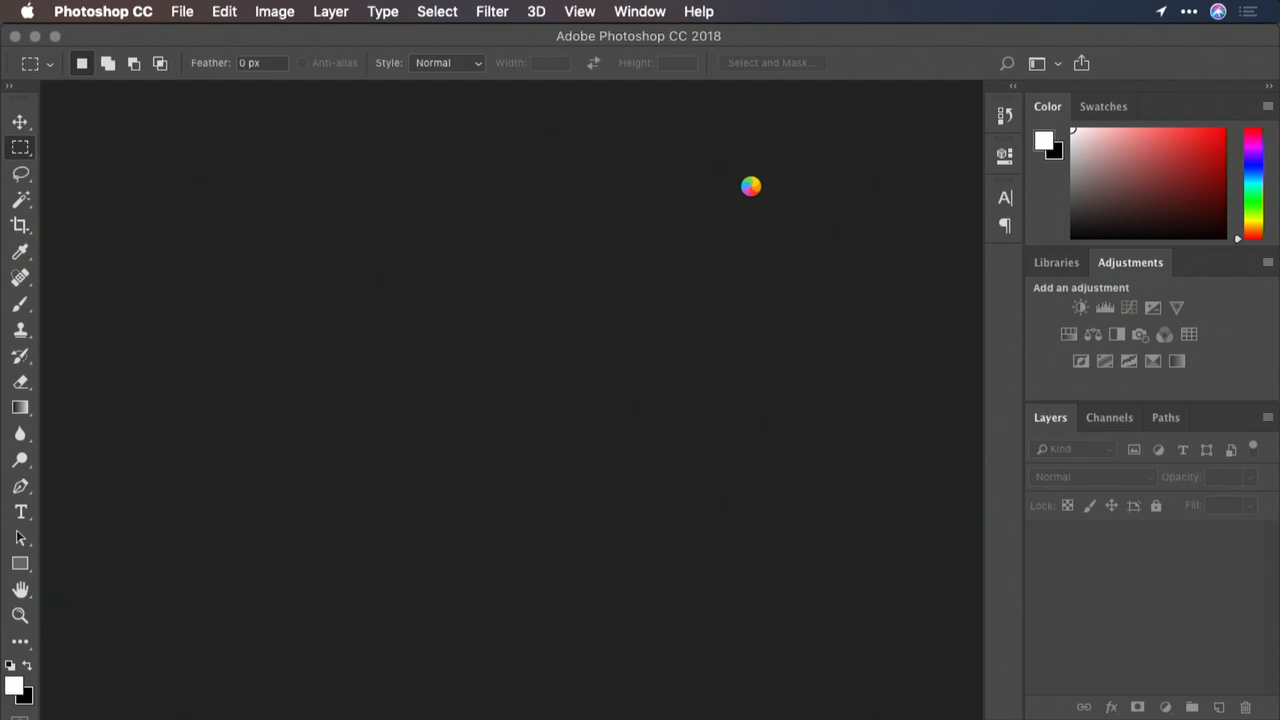 Photoshop CC File Edit Image Layer Type Select Filter 3D View Window Help
Adobe Photoshop CC 2018
Feather: 0 px Anti-alias Style: Normal Width: Height: Select and Mask...
Color Swatches
Libraries Adjustments
Add an adjustment
Layers Channels Paths
Kind
Normal Opacity:
Lock: Fill: